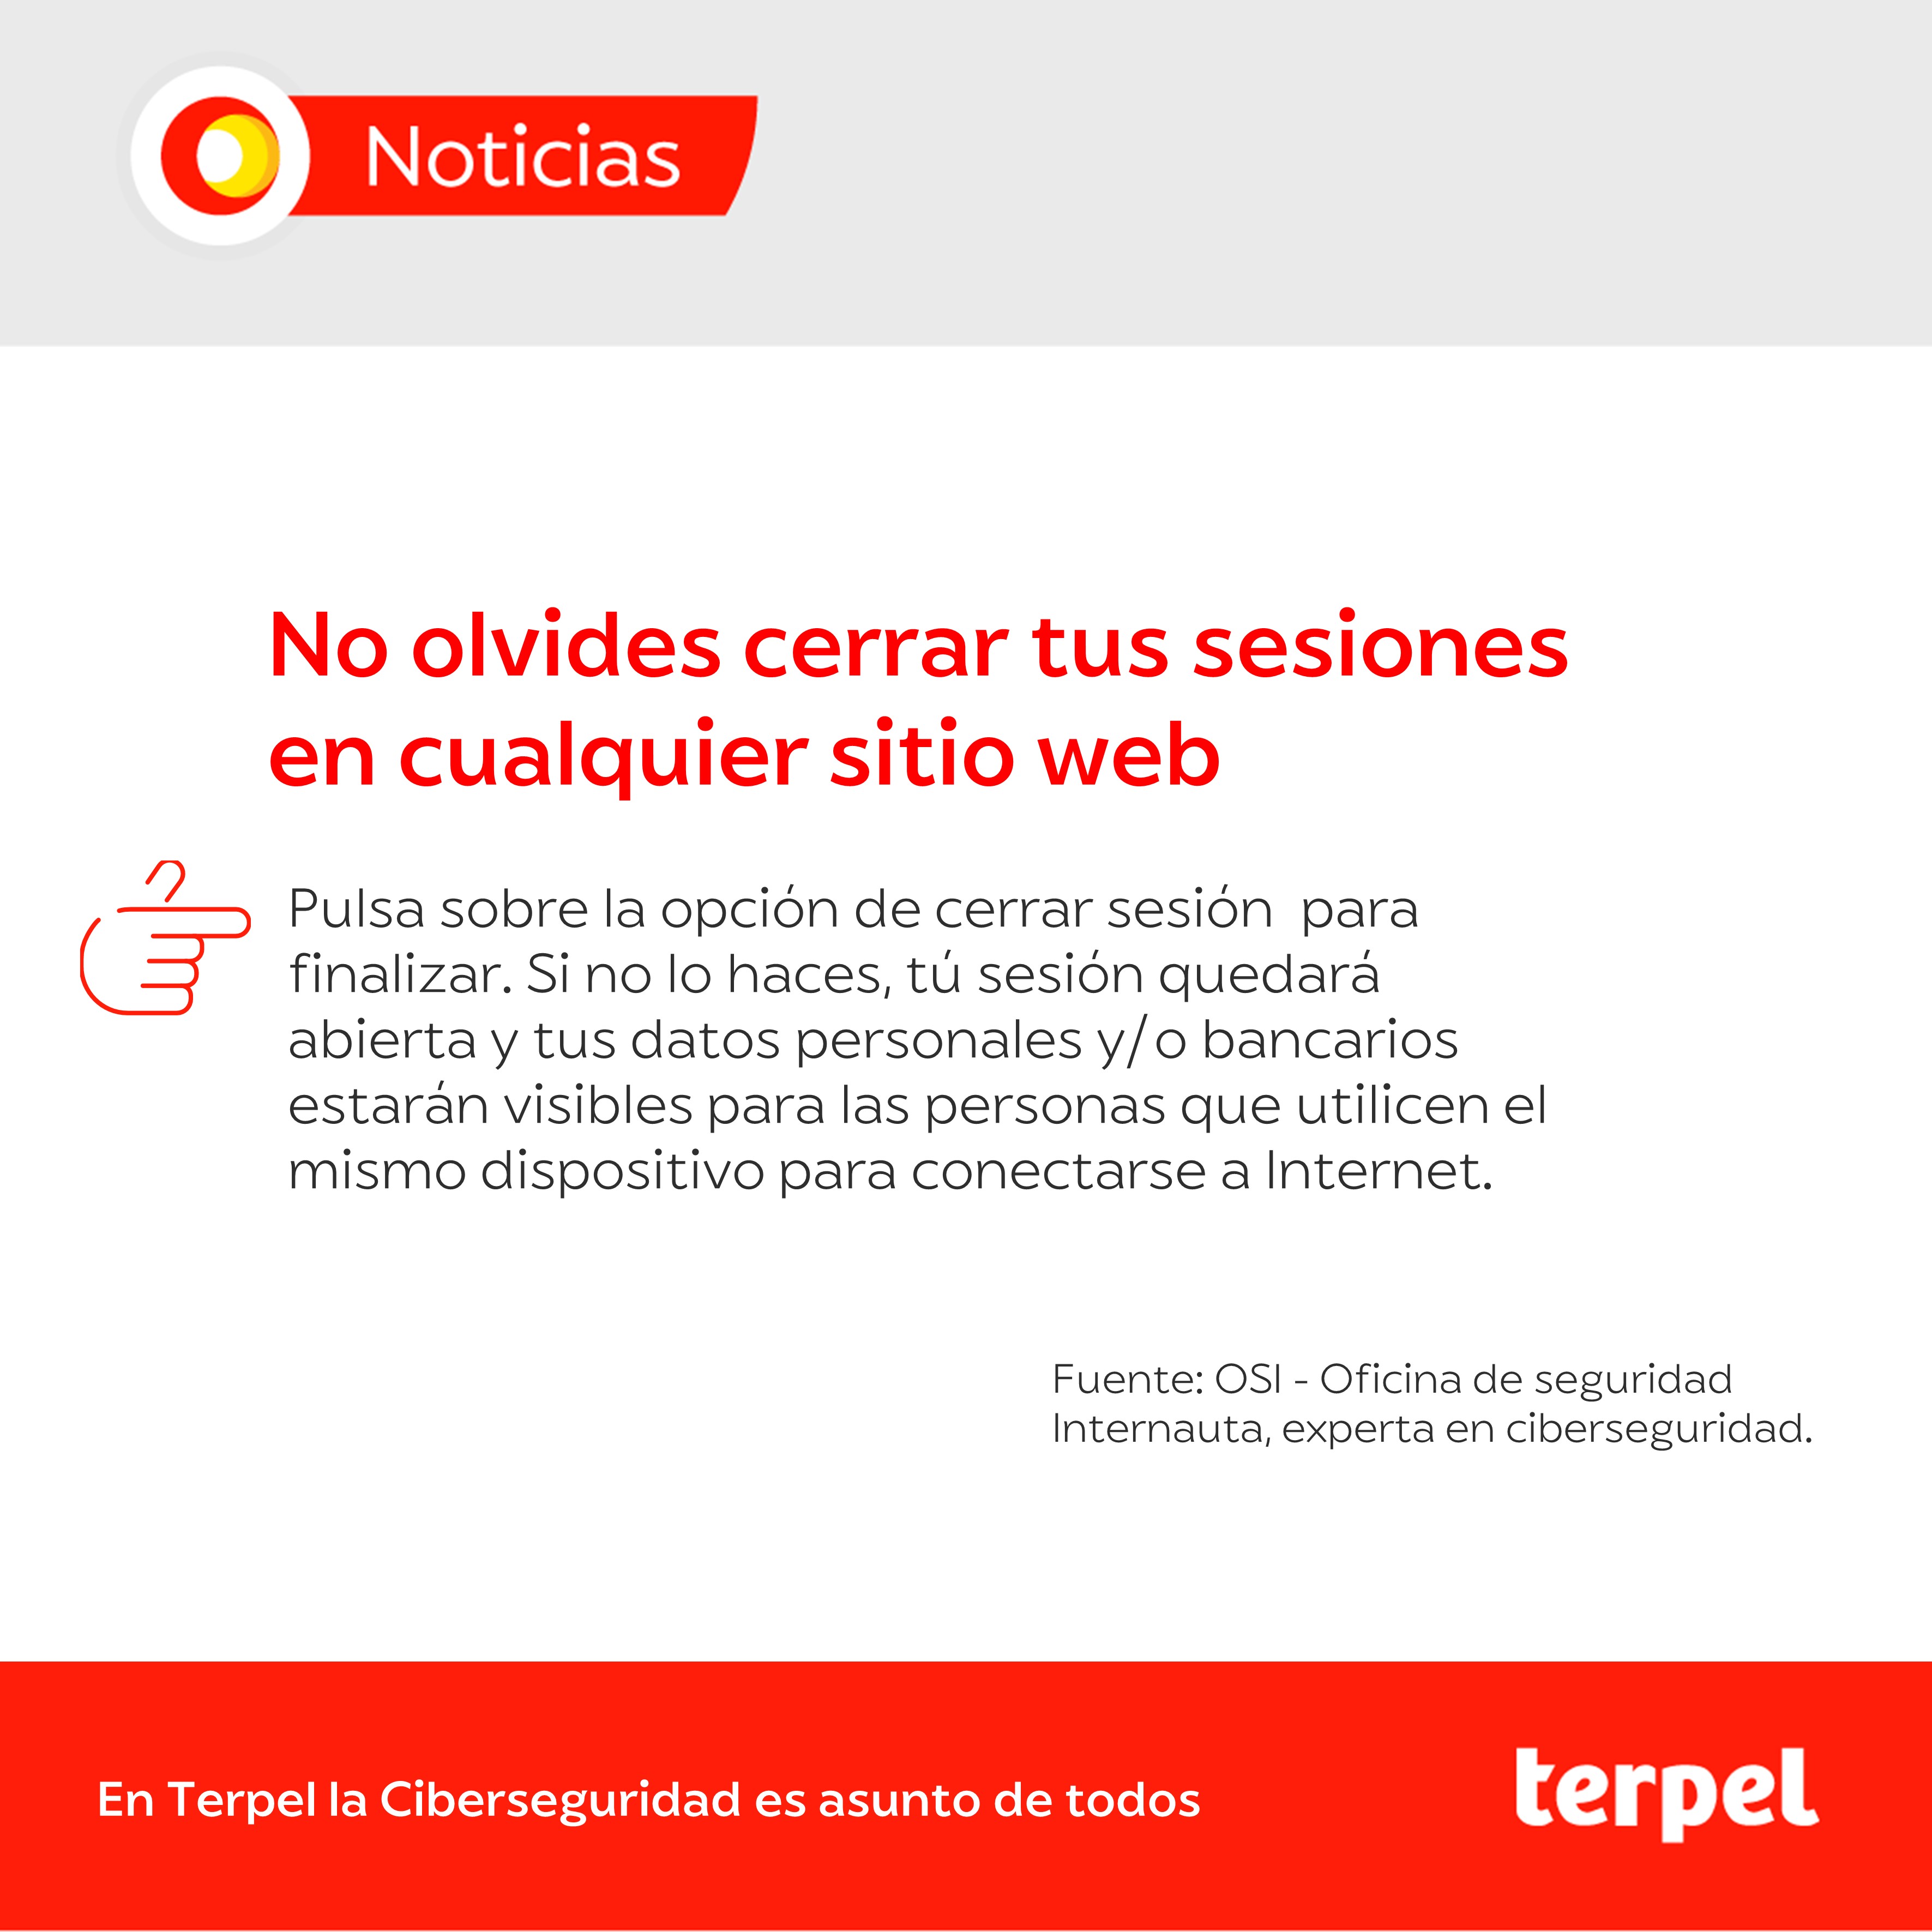 Noticias
No olvides cerrar tus sesiones
en cualquier sitio web
Pulsa sobre la opción de cerrar sesión  para
finalizar. Si no lo haces, tú sesión quedará
abierta y tus datos personales y/o bancarios
estarán visibles para las personas que utilicen el
mismo dispositivo para conectarse a Internet.
Fuente: OSI - Oficina de seguridad
Internauta, experta en ciberseguridad.
En Terpel la Ciberseguridad es asunto de todos
terpel